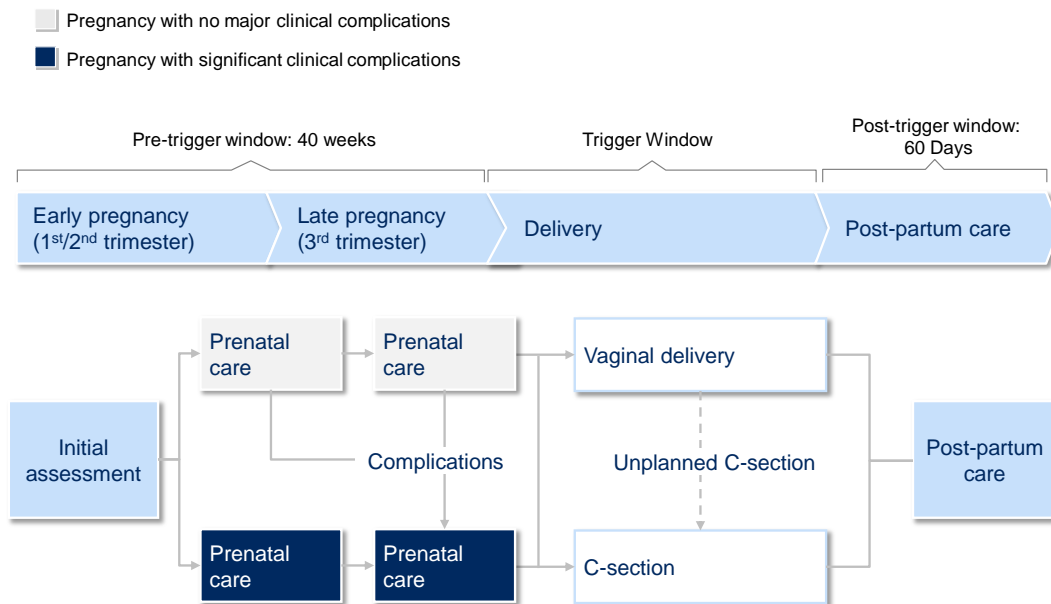 Pregnancy with no major clinical complications
Pregnancy with significant clinical complications
Pre-trigger window: 40 weeks
Trigger Window
Post-trigger window:
60 Days
Early pregnancy
(1st/2nd trimester)
Late pregnancy
(3rd trimester)
Delivery
Post-partum care
Prenatal
care
Prenatal
care
Vaginal delivery
Initial
assessment
Complications
Unplanned C-section
Post-partum
care
Prenatal
care
Prenatal
care
C-section